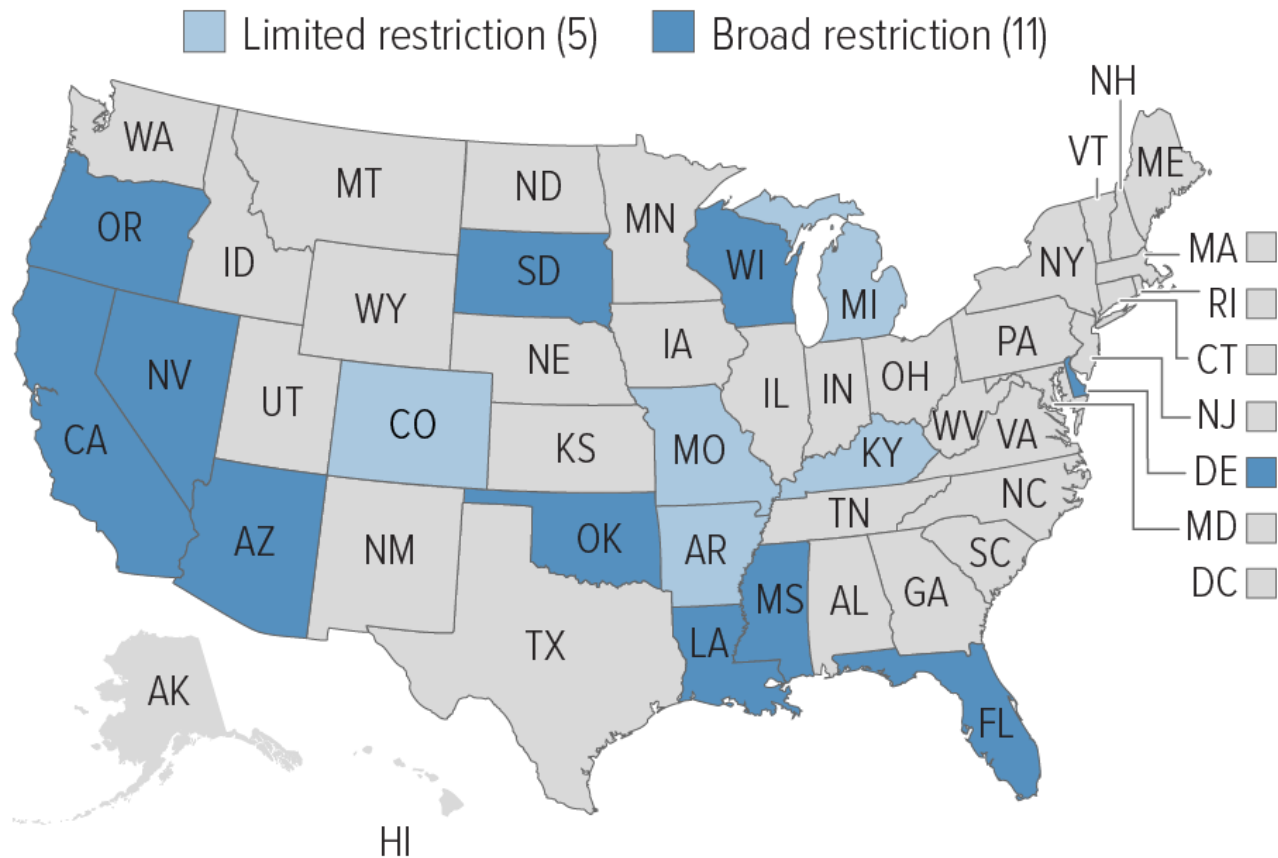 Limited restriction (5)
Broad restriction (11)
NH
WA
VT
ME
MT
ND
MN
OR
ID
SD
WI
NY
MA
MI
WY
RI
IA
PA
NE
CT
NV
IL
IN
OH
UT
CO
NJ
CA
WV
VA
KS
MO
KY
DE
NC
TN
MD
AZ
OK
NM
AR
SC
DC
MS
AL
GA
TX
LA
AK
FL
HI